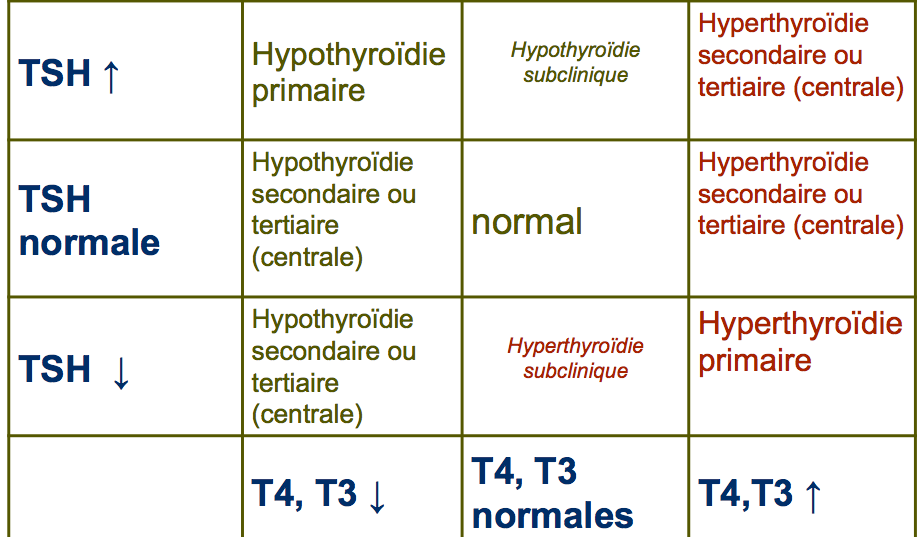 TSH ↑
Hypothyroïdie
primaire
Hypothyroïdie
subclinique
Hyperthyroïdie
secondaire ou
tertiaire (centrale)
TSH
normale
Hypothyroïdie
secondaire ou
tertiaire
(centrale)
normal
Hyperthyroïdie
secondaire ou
tertiaire (centrale)
TSH ↓
Hypothyroïdie
secondaire ou
tertiaire
(centrale)
Hyperthyroïdie
subclinique
Hyperthyroïdie
primaire
T4, T3 ↓
T4, T3
normales
T4,T3 ↑